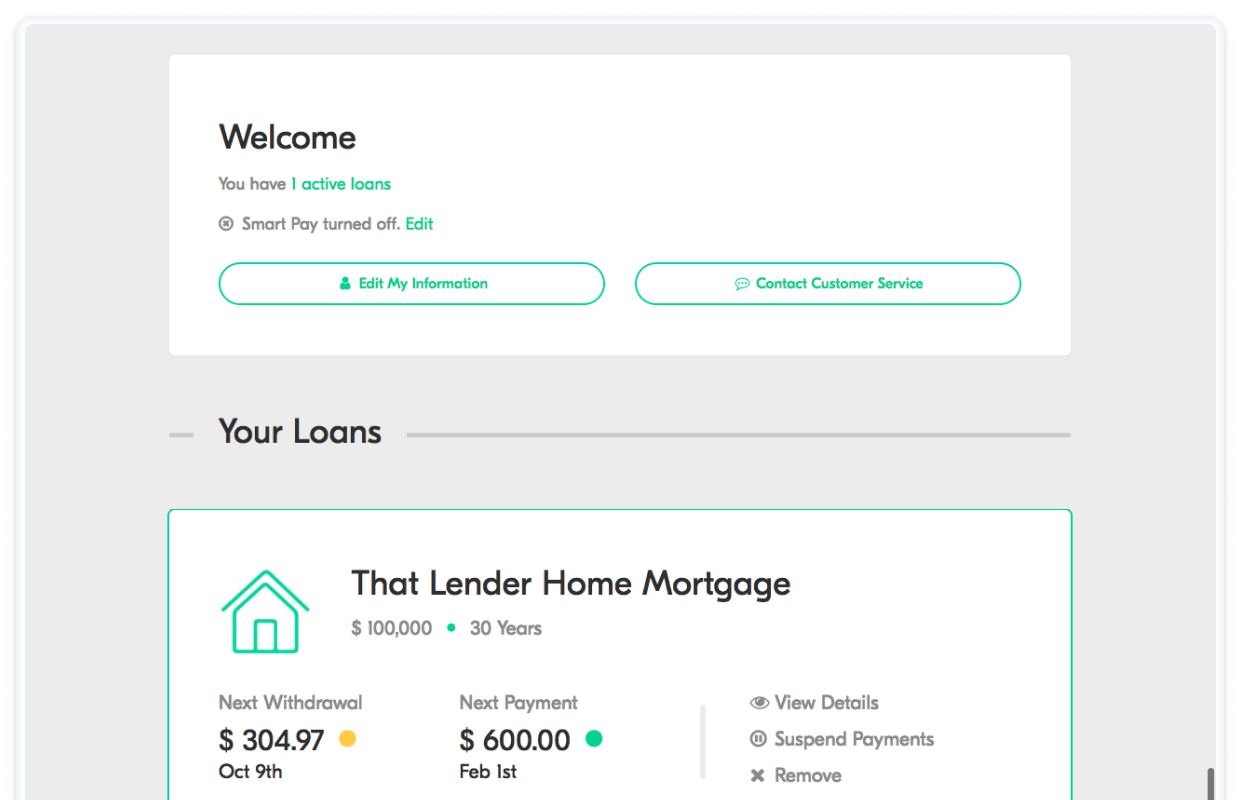 Welcome
You have 1 active loans
Smart Pay turned off. Edit
Edit My Information
Contact Customer Service
Your Loans
That Lender Home Mortgage
$ 100,000 • 30 Years
Next Withdrawal
$ 304.97
Oct 9th
Next Payment
$ 600.00
Feb 1st
View Details
Suspend Payments
Remove